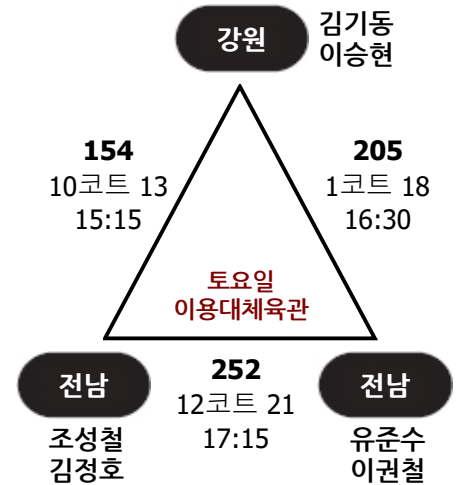 강원
김기동
이승현
154
10코트 13
15:15
205
1코트 18
16:30
토요일
이용대체육관
전남
조성철
김정호
252
12코트 21
17:15
전남
유준수
이권철